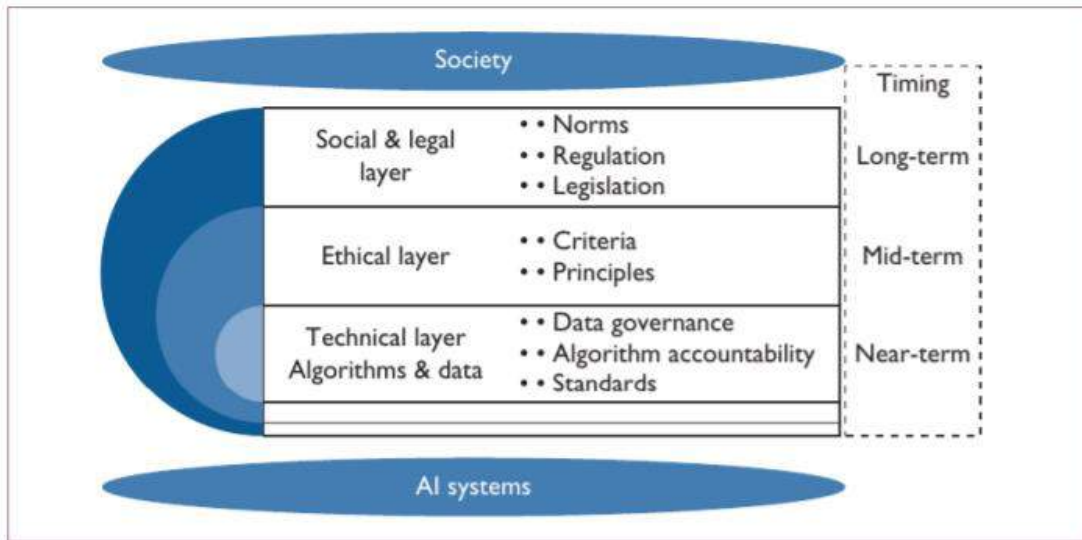 Society
Timing
Social & legal
layer
• • Norms
• • Regulation
• • Legislation
Long-term
Ethical layer
• • Criteria
• • Principles
Mid-term
Technical layer
Algorithms & data
• • Data governance
• • Algorithm accountability
• • Standards
Near-term
AI systems